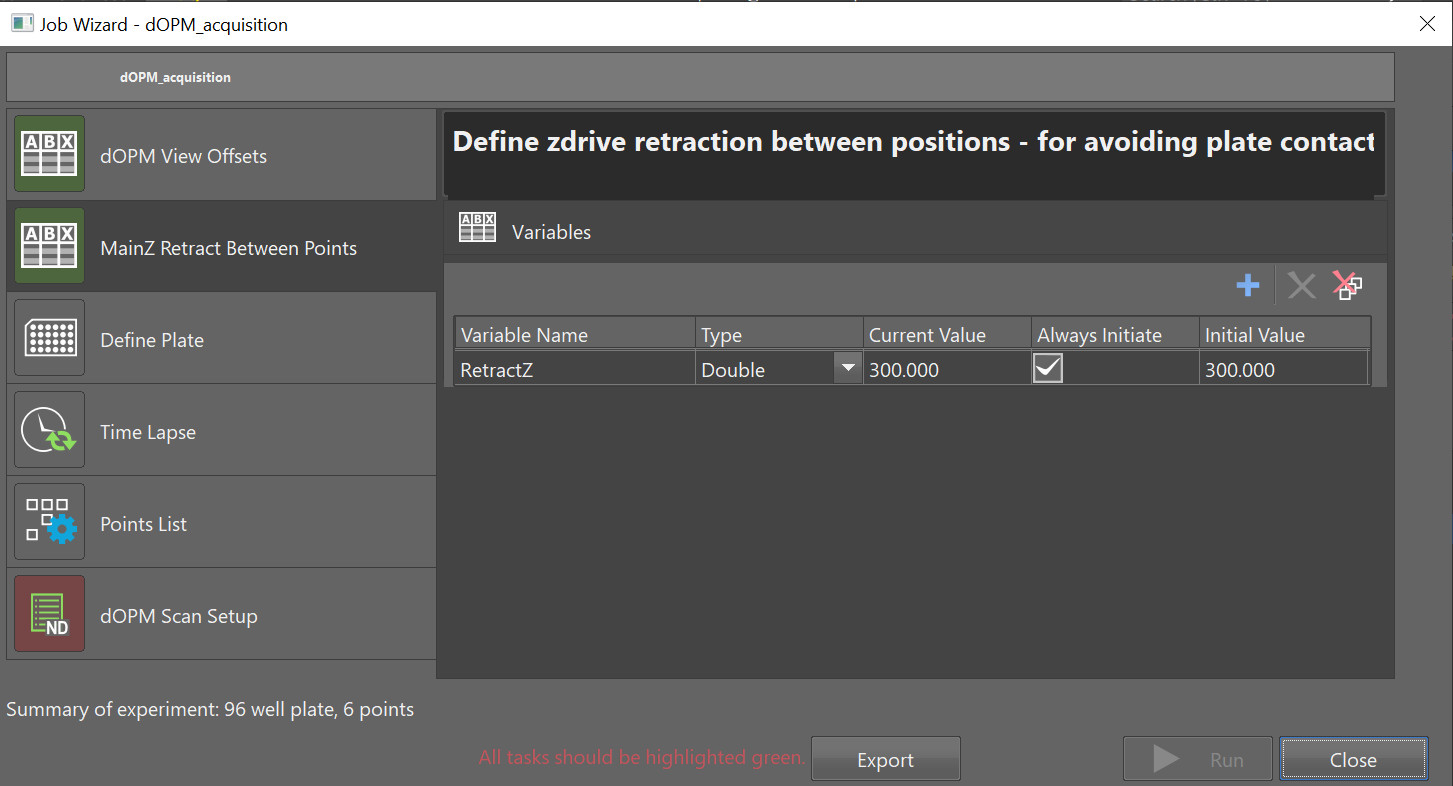 Job Wizard - dOPM_acquisition
dOPM_acquisition
ABX
dOPM View Offsets
ABX
MainZ Retract Between Points
Define Plate
Time Lapse
Points List
ND
dOPM Scan Setup
Define zdrive retraction between positions - for avoiding plate contact
ABX
Variables
Variable Name Type Current Value Always Initiate Initial Value
RetractZ Double 300.000 300.000
Summary of experiment: 96 well plate, 6 points
All tasks should be highlighted green.
Export
Run
Close